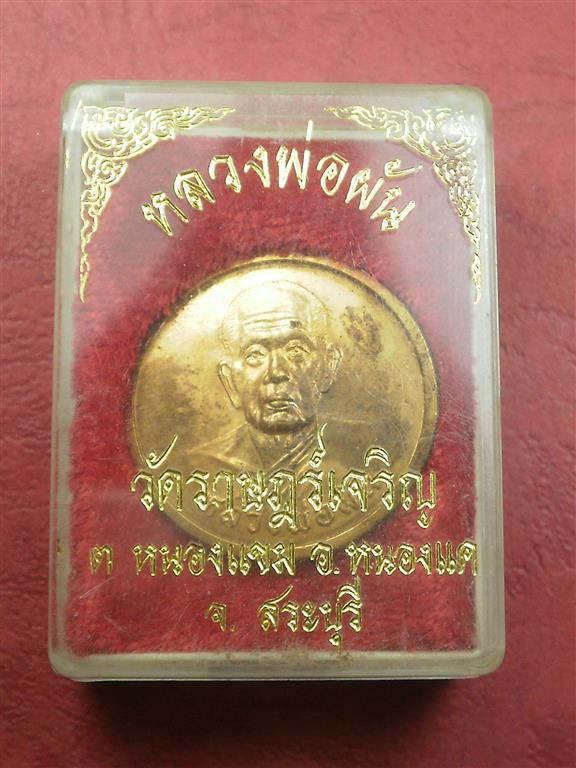 หลวงพ่อผัน
วัดราษฎร์เจริญ
ต หนองแขม อ.หนองแค
จ. สระบุรี